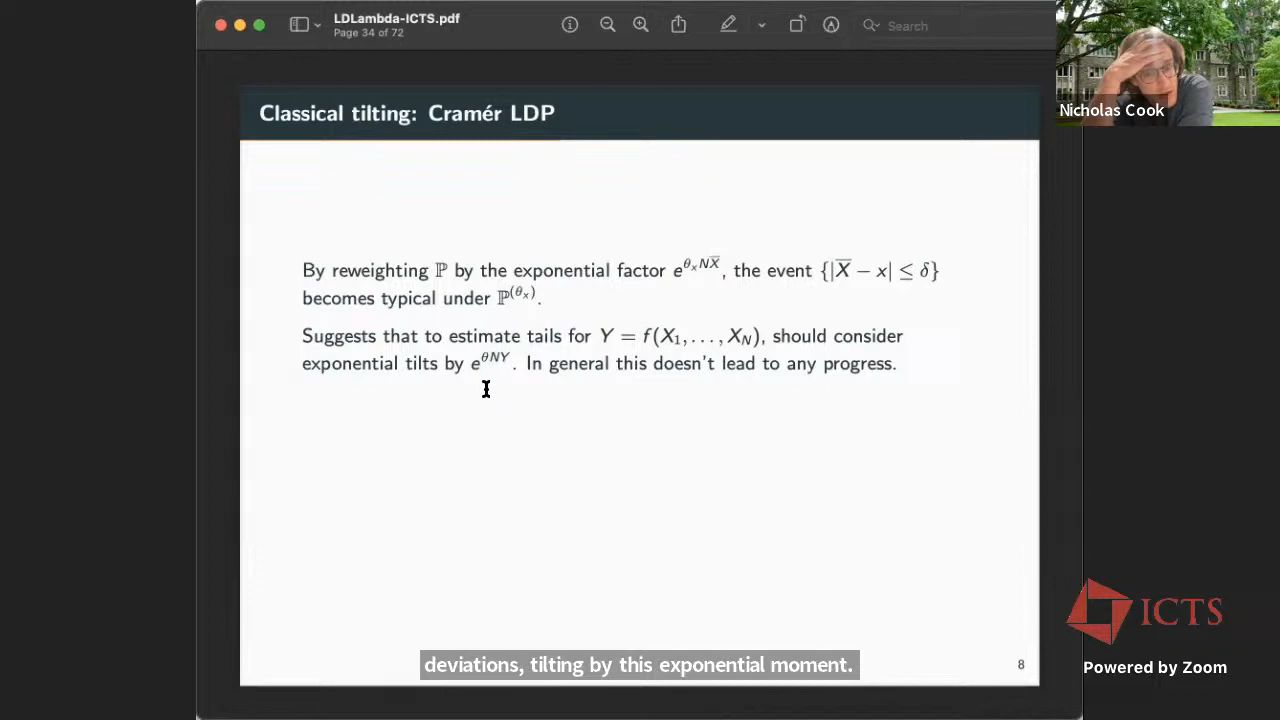 LDLambda-ICTS.pdf
Page 34 of 72
Search
Nicholas Cook
Classical tilting: Cramér LDP
By reweighting ℙ by the exponential factor e^{θ_x N X̅}, the event {|X̅ − x| ≤ δ}
becomes typical under ℙ^{(θ_x)}.
Suggests that to estimate tails for Y = f(X_1, . . . , X_N), should consider
exponential tilts by e^{θNY}. In general this doesn't lead to any progress.
deviations, tilting by this exponential moment.
8
ICTS
Powered by Zoom